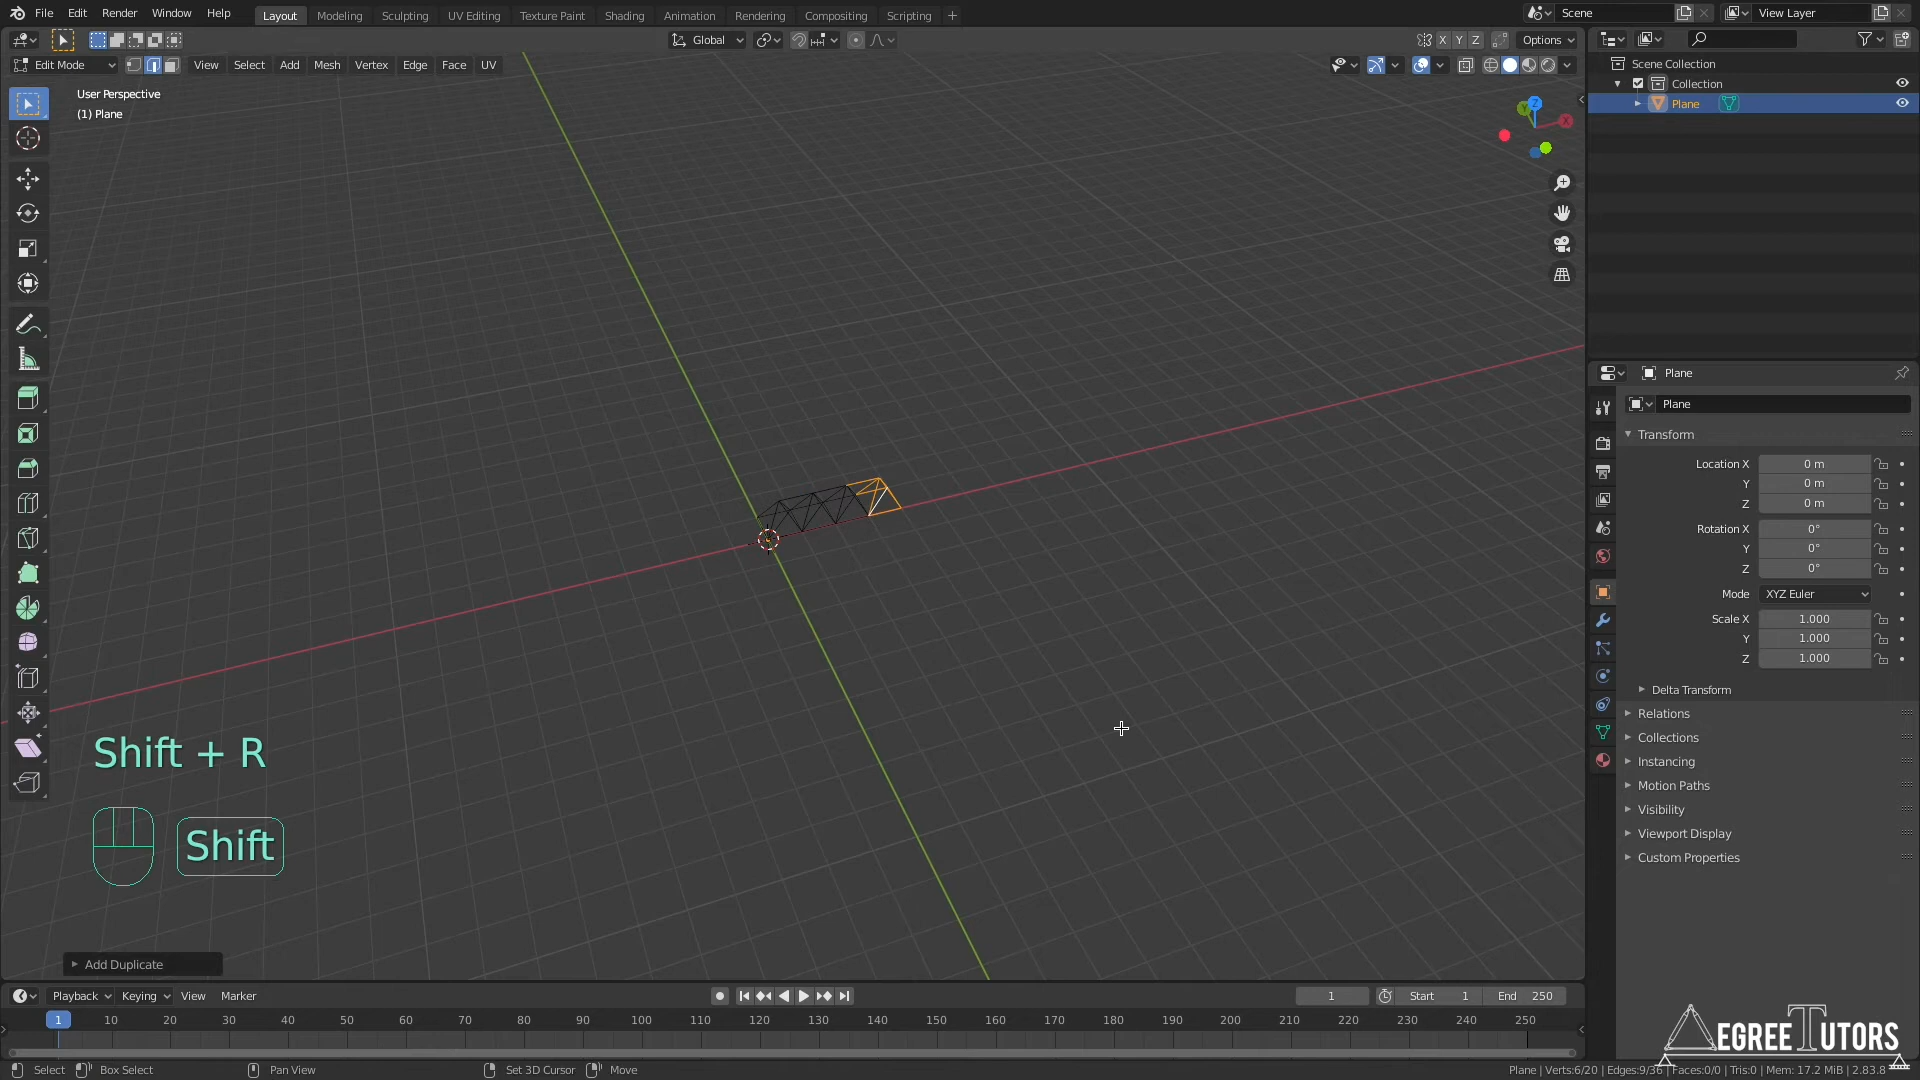 File Edit Render Window Help Layout Modeling Sculpting UV Editing Texture Paint Shading Animation Rendering Compositing Scripting + Scene View Layer
Global X Y Z Options
Edit Mode View Select Add Mesh Vertex Edge Face UV
User Perspective
(1) Plane
Z
Y
X
Scene Collection
Collection
Plane
Plane
Plane
Transform
Location X 0 m
Y 0 m
Z 0 m
Rotation X 0°
Y 0°
Z 0°
Mode XYZ Euler
Scale X 1.000
Y 1.000
Z 1.000
Delta Transform
Relations
Collections
Instancing
Motion Paths
Visibility
Viewport Display
Custom Properties
Shift + R
Shift
Add Duplicate
Playback Keying View Marker 1 Start 1 End 250
1 10 20 30 40 50 60 70 80 90 100 110 120 130 140 150 160 170 180 190 200 210 220 230 240 250
EGREE TUTORS
Select Box Select Pan View Set 3D Cursor Move Plane | Verts:6/20 | Edges:9/36 | Faces:0/0 | Tris:0 | Mem: 17.2 MiB | 2.83.8